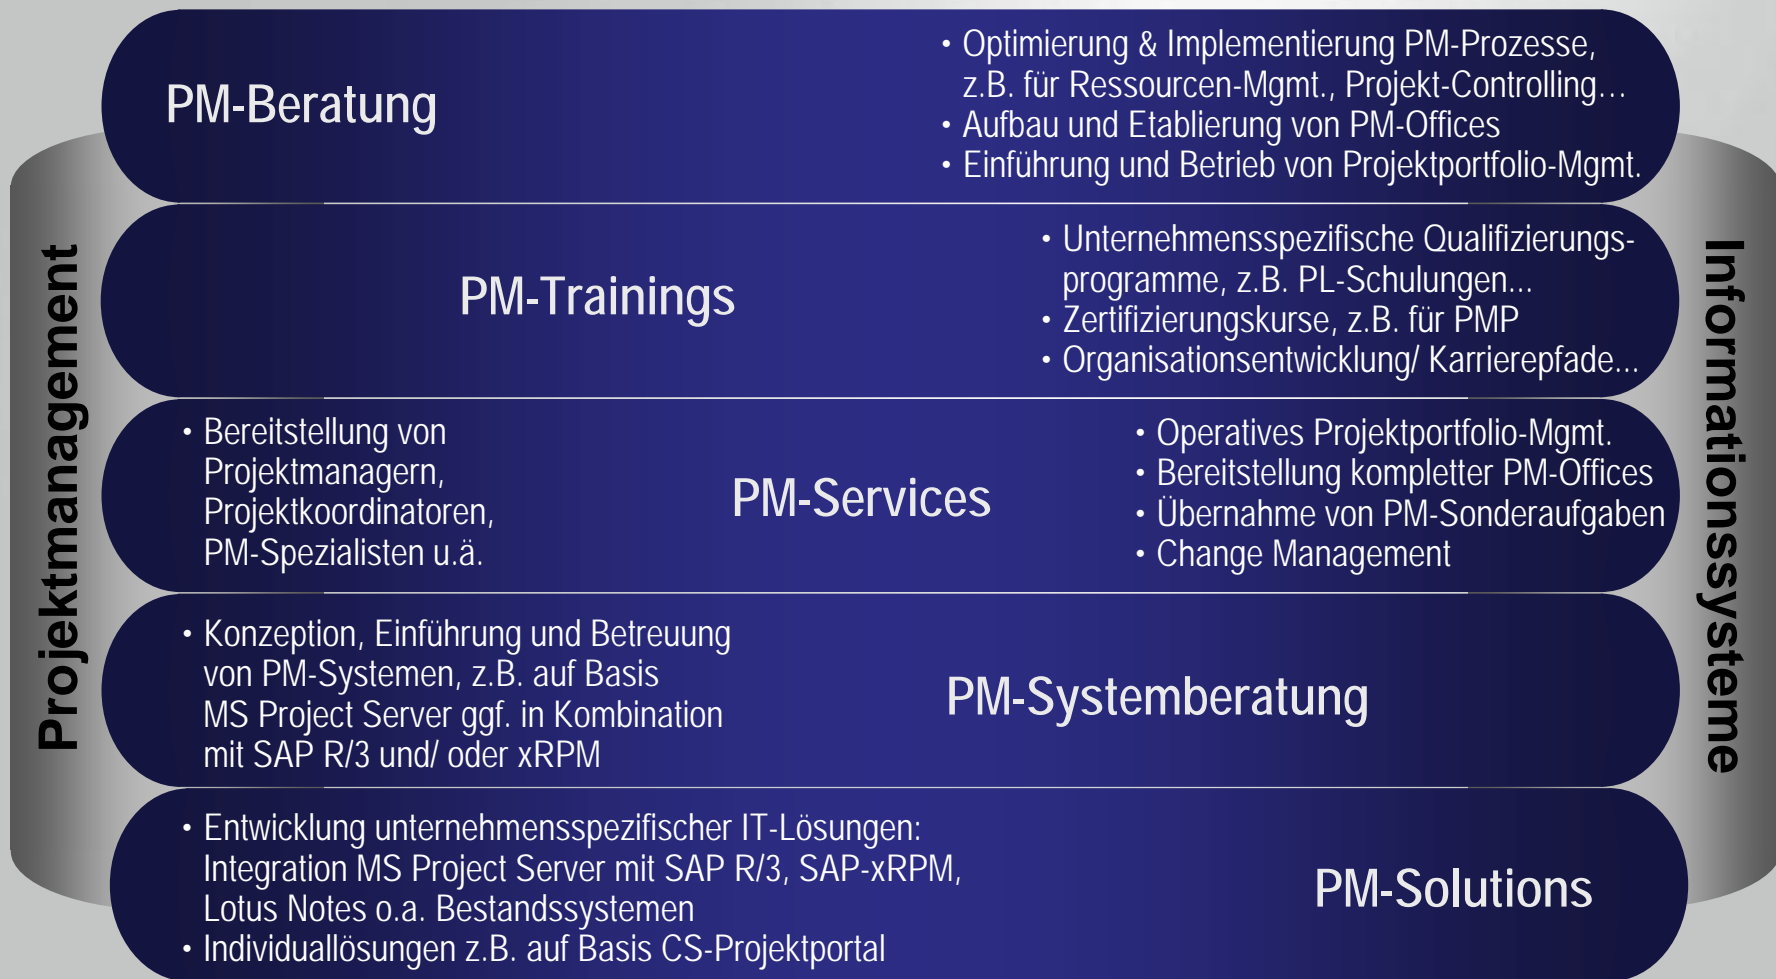 Projektmanagement
PM-Beratung
• Optimierung & Implementierung PM-Prozesse,
z.B. für Ressourcen-Mgmt., Projekt-Controlling…
• Aufbau und Etablierung von PM-Offices
• Einführung und Betrieb von Projektportfolio-Mgmt.
PM-Trainings
• Unternehmensspezifische Qualifizierungs-
programme, z.B. PL-Schulungen...
• Zertifizierungskurse, z.B. für PMP
• Organisationsentwicklung/ Karrierepfade...
• Bereitstellung von
Projektmanagern,
Projektkoordinatoren,
PM-Spezialisten u.ä.
PM-Services
• Operatives Projektportfolio-Mgmt.
• Bereitstellung kompletter PM-Offices
• Übernahme von PM-Sonderaufgaben
• Change Management
• Konzeption, Einführung und Betreuung
von PM-Systemen, z.B. auf Basis
MS Project Server ggf. in Kombination
mit SAP R/3 und/ oder xRPM
PM-Systemberatung
• Entwicklung unternehmensspezifischer IT-Lösungen:
Integration MS Project Server mit SAP R/3, SAP-xRPM,
Lotus Notes o.a. Bestandssystemen
• Individuallösungen z.B. auf Basis CS-Projektportal
PM-Solutions
Informationssysteme